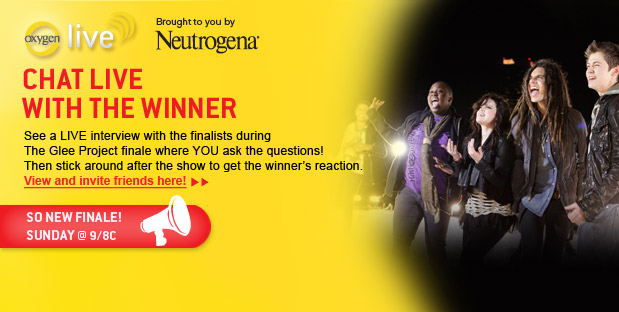 oxygen live
Brought to you by
Neutrogena®
CHAT LIVE
WITH THE WINNER
See a LIVE interview with the finalists during
The Glee Project finale where YOU ask the questions!
Then stick around after the show to get the winner's reaction.
View and invite friends here!
SO NEW FINALE!
SUNDAY @ 9/8C